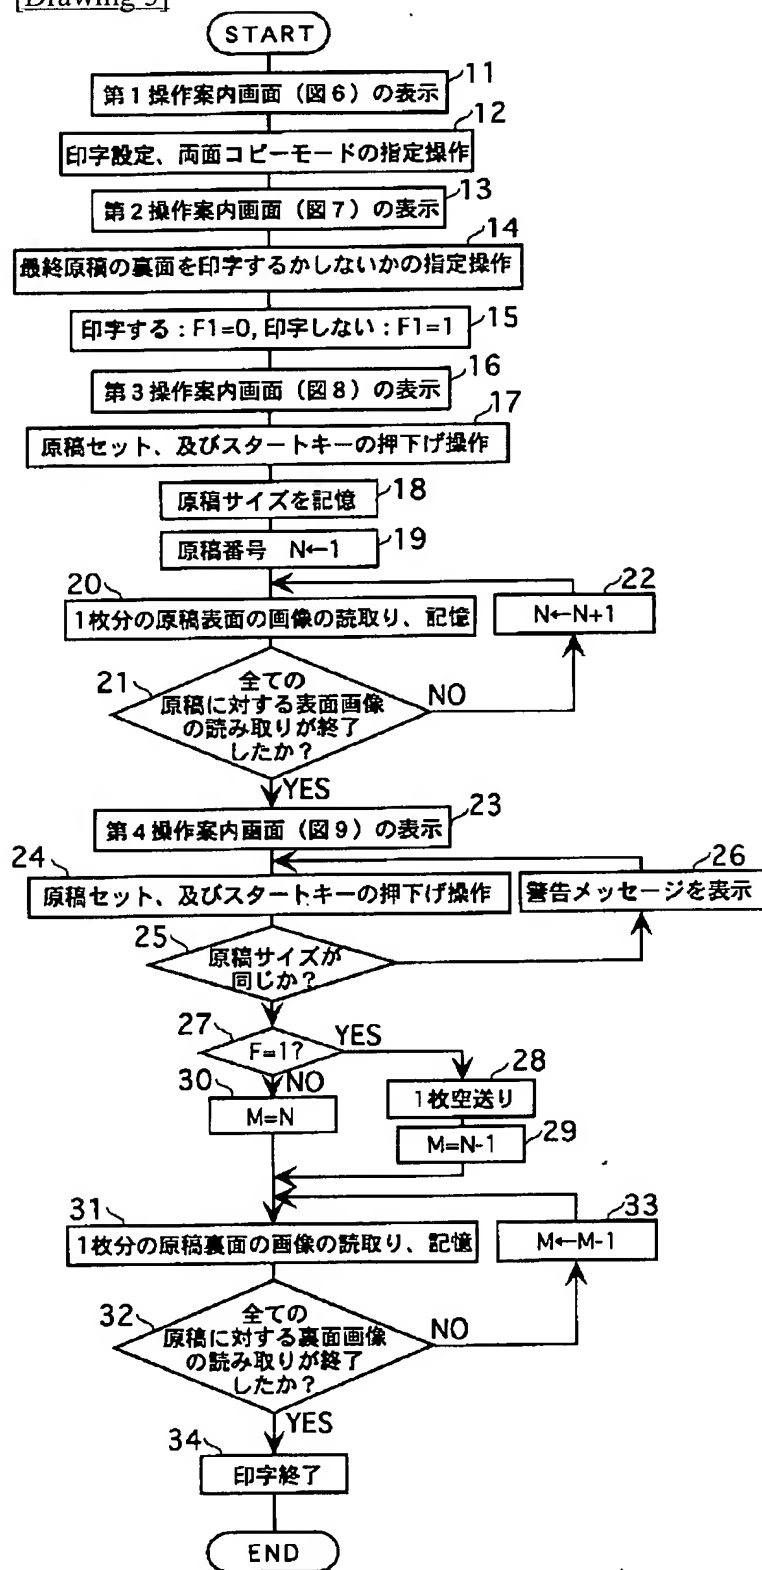 [Drawing 5]
START
11
第1操作案内画面(図6)の表示
12
印字設定、両面コピーモードの指定操作
13
第2操作案内画面(図7)の表示
14
最終原稿の裏面を印字するかしないかの指定操作
15
印字する:F1=0,印字しない:F1=1
16
第3操作案内画面(図8)の表示
17
原稿セット、及びスタートキーの押下げ操作
18
原稿サイズを記憶
19
原稿番号 N←1
20
1枚分の原稿表面の画像の読取り、記憶
22
N←N+1
21
全ての
原稿に対する表面画像
の読み取りが終了
したか?
NO
YES
23
第4操作案内画面(図9)の表示
24
原稿セット、及びスタートキーの押下げ操作
26
警告メッセージを表示
25
原稿サイズが
同じか?
27
F=1?
YES
NO
28
1枚空送り
30
M=N
29
M=N-1
31
1枚分の原稿裏面の画像の読取り、記憶
33
M←M-1
32
全ての
原稿に対する裏面画像
の読み取りが終了
したか?
NO
YES
34
印字終了
END